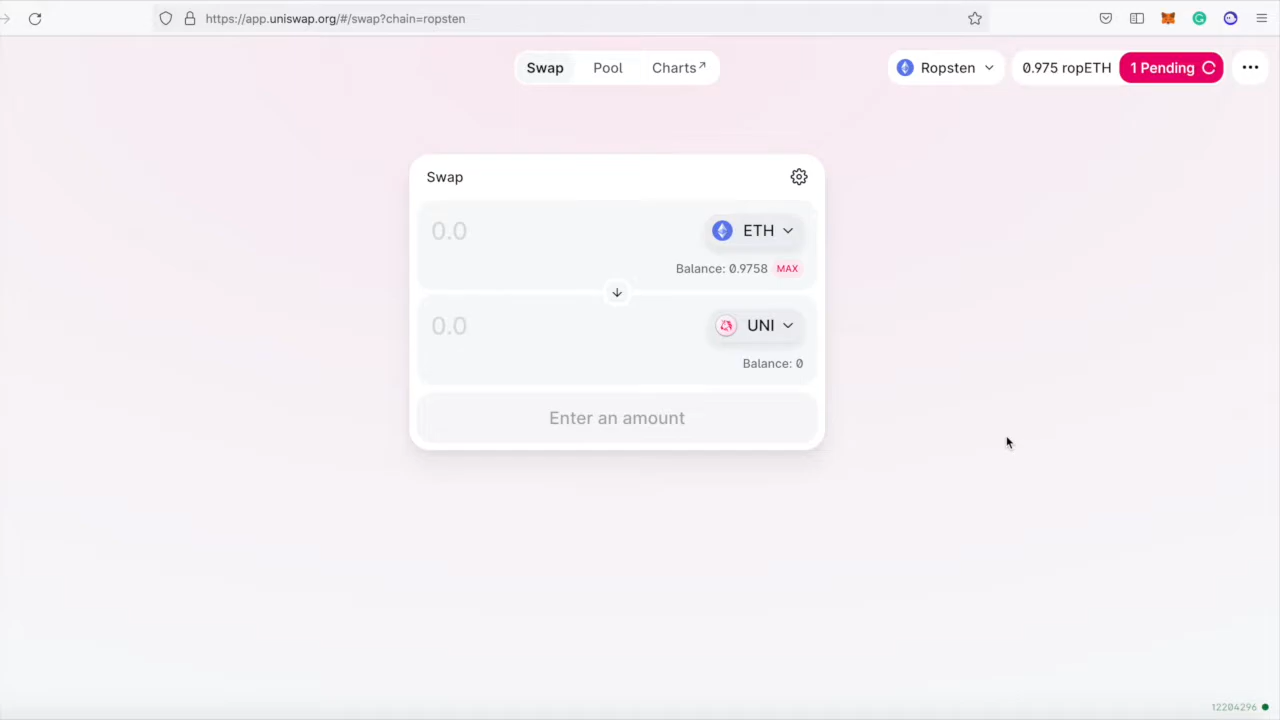 https://app.uniswap.org/#/swap?chain=ropsten
Swap Pool Charts↗ Ropsten 0.975 ropETH 1 Pending
Swap
0.0 ETH
Balance: 0.9758 MAX
0.0 UNI
Balance: 0
Enter an amount
12204296